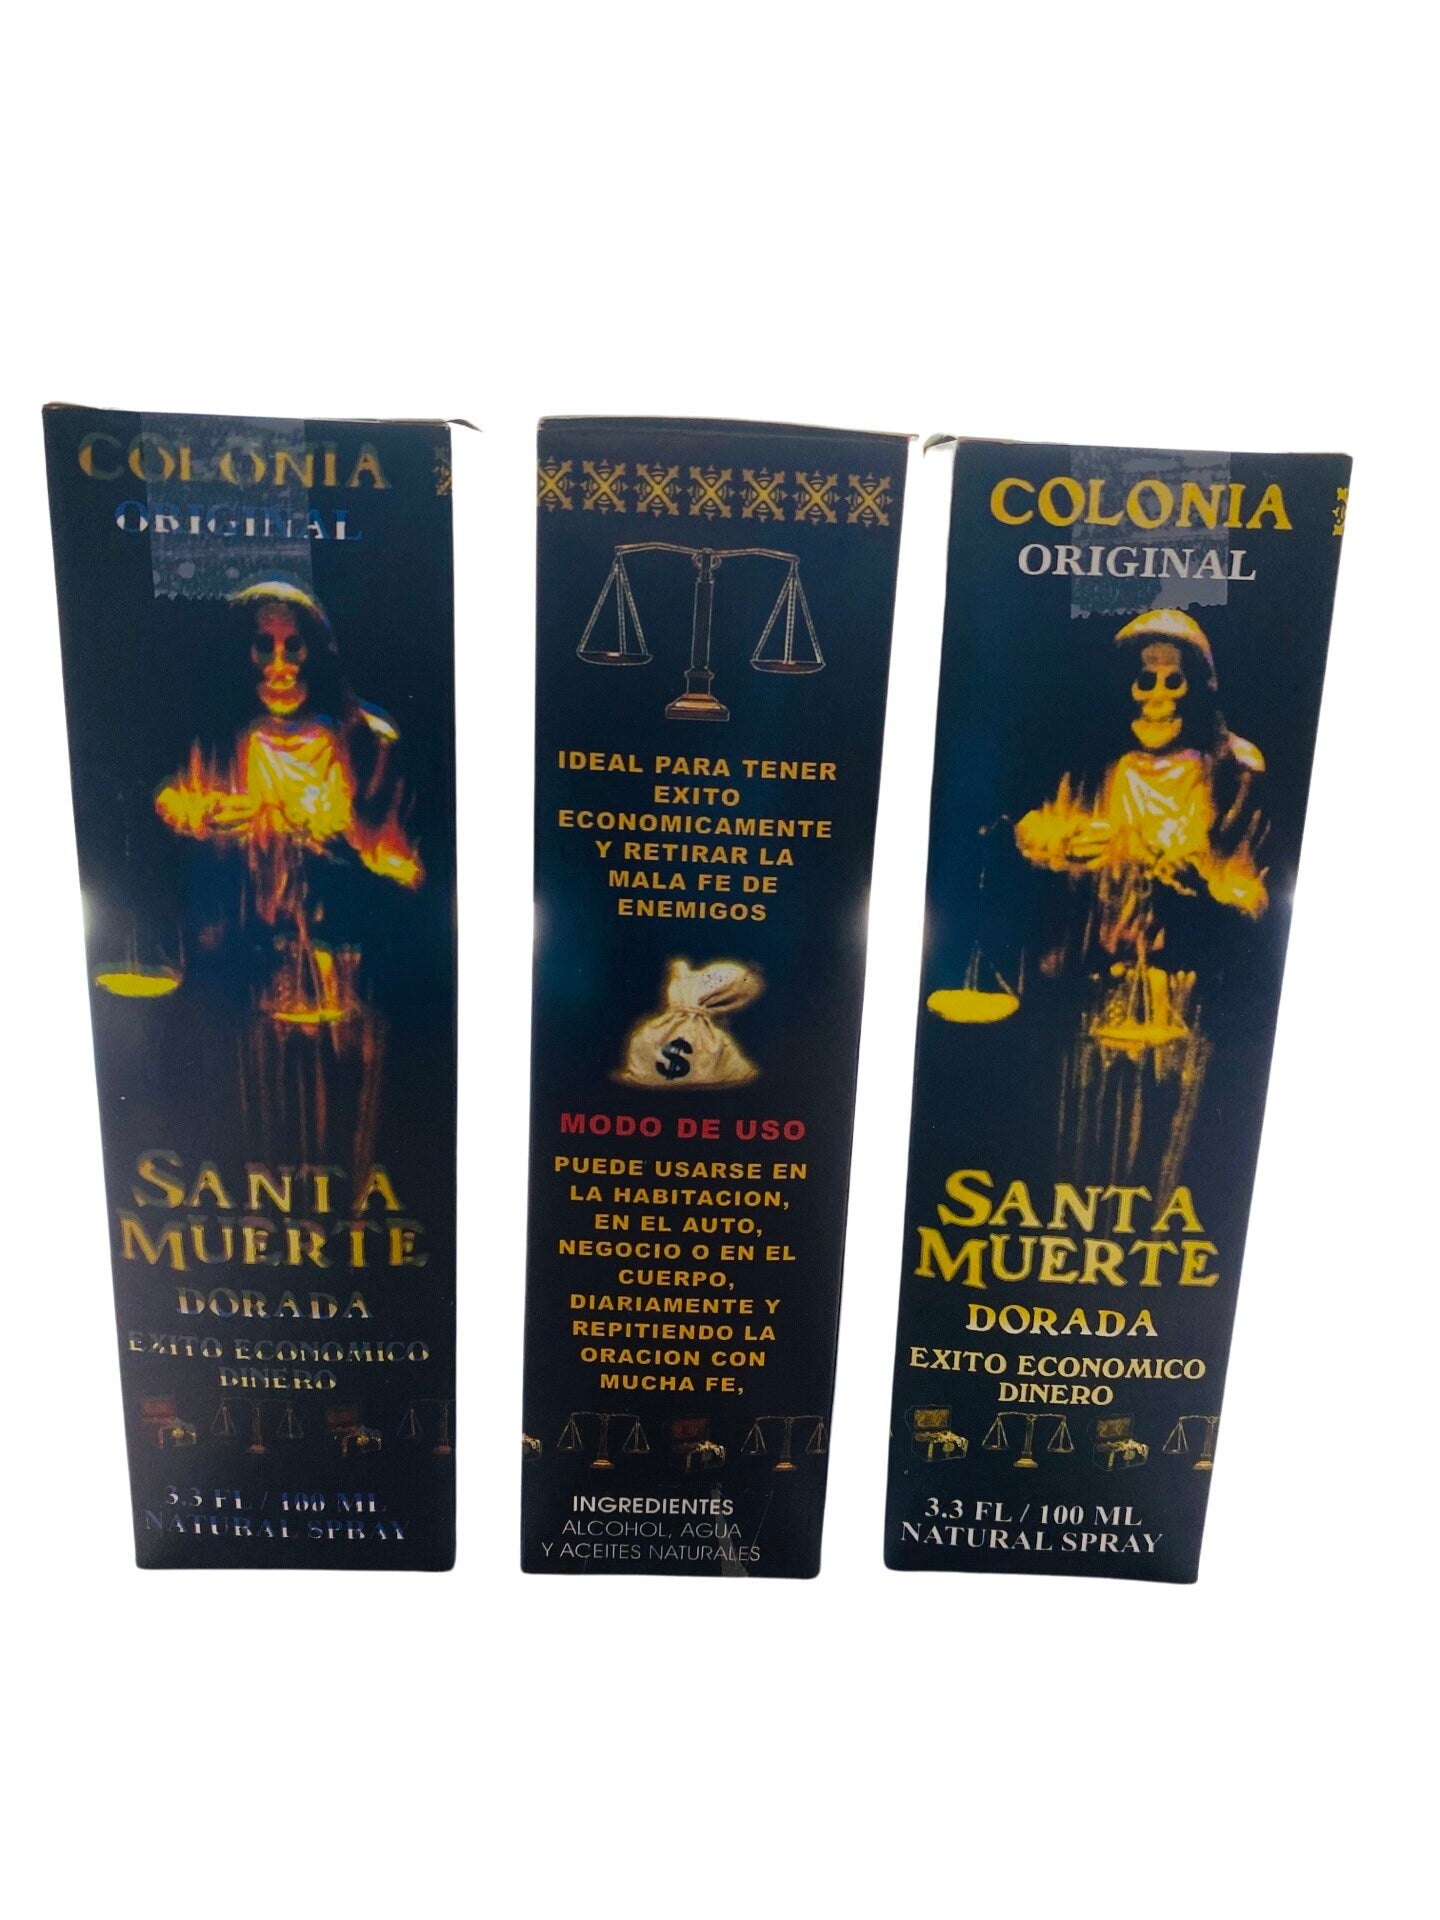 COLONIA
ORIGINAL
SANTA
MUERTE
DORADA
EXITO ECONOMICO
DINERO
3.3 FL / 100 ML
NATURAL SPRAY
IDEAL PARA TENER
EXITO
ECONOMICAMENTE
Y RETIRAR LA
MALA FE DE
ENEMIGOS
$
MODO DE USO
PUEDE USARSE EN
LA HABITACION,
EN EL AUTO,
NEGOCIO O EN EL
CUERPO,
DIARIAMENTE Y
REPITIENDO LA
ORACION CON
MUCHA FE,
INGREDIENTES
ALCOHOL, AGUA
Y ACEITES NATURALES
COLONIA
ORIGINAL
SANTA
MUERTE
DORADA
EXITO ECONOMICO
DINERO
3.3 FL / 100 ML
NATURAL SPRAY